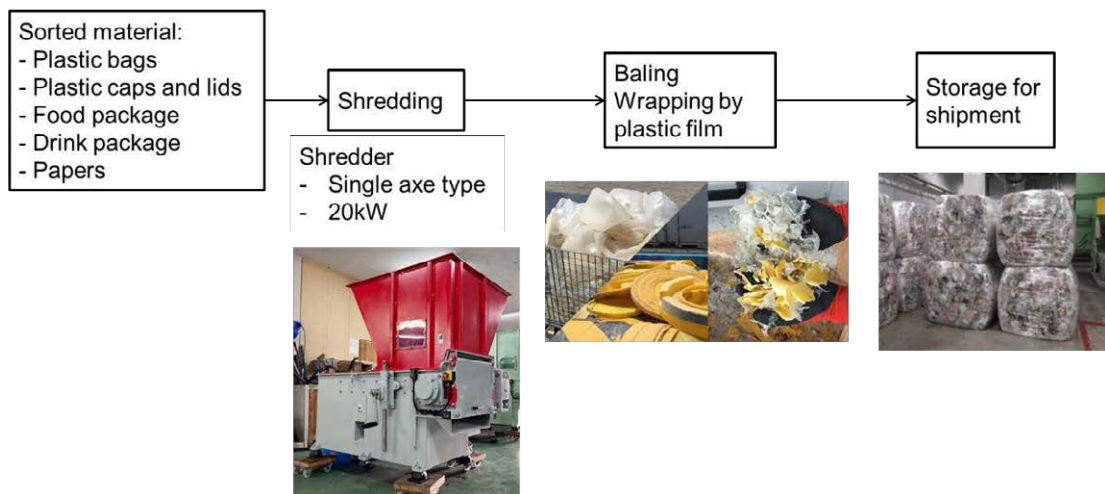 Sorted material:
- Plastic bags
- Plastic caps and lids
- Food package
- Drink package
- Papers
Shredding
Shredder
- Single axe type
- 20kW
Baling
Wrapping by
plastic film
Storage for
shipment